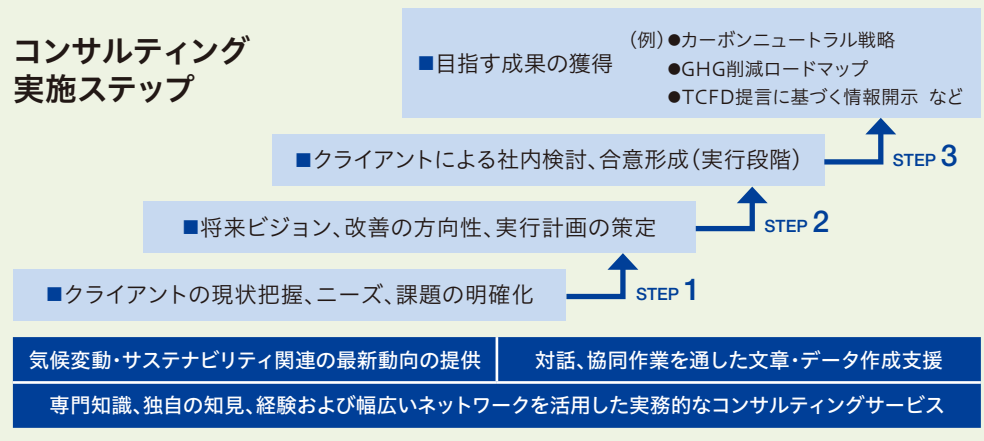 コンサルティング
実施ステップ
■目指す成果の獲得
(例)●カーボンニュートラル戦略
●GHG削減ロードマップ
●TCFD提言に基づく情報開示 など
■クライアントによる社内検討、合意形成(実行段階)
STEP 3
■将来ビジョン、改善の方向性、実行計画の策定
STEP 2
■クライアントの現状把握、ニーズ、課題の明確化
STEP 1
気候変動・サステナビリティ関連の最新動向の提供
対話、協同作業を通した文章・データ作成支援
専門知識、独自の知見、経験および幅広いネットワークを活用した実務的なコンサルティングサービス